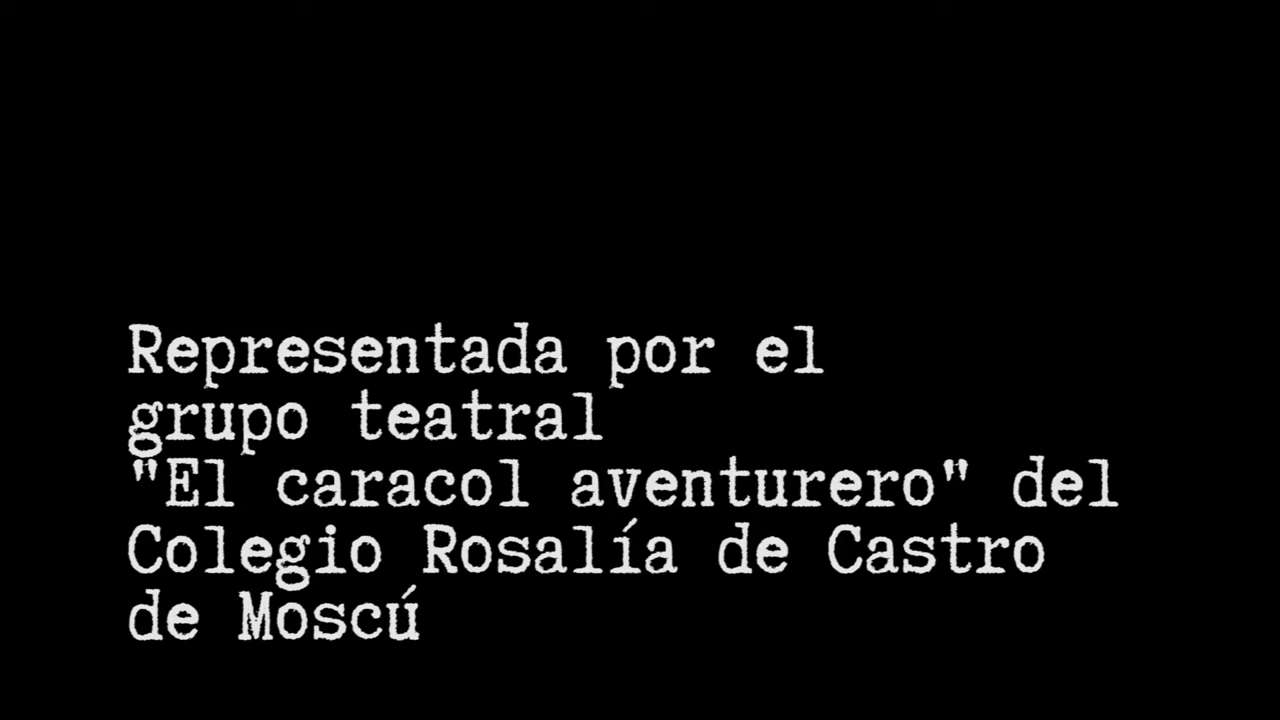 Representada por el
grupo teatral
"El caracol aventurero" del
Colegio Rosalía de Castro
de Moscú